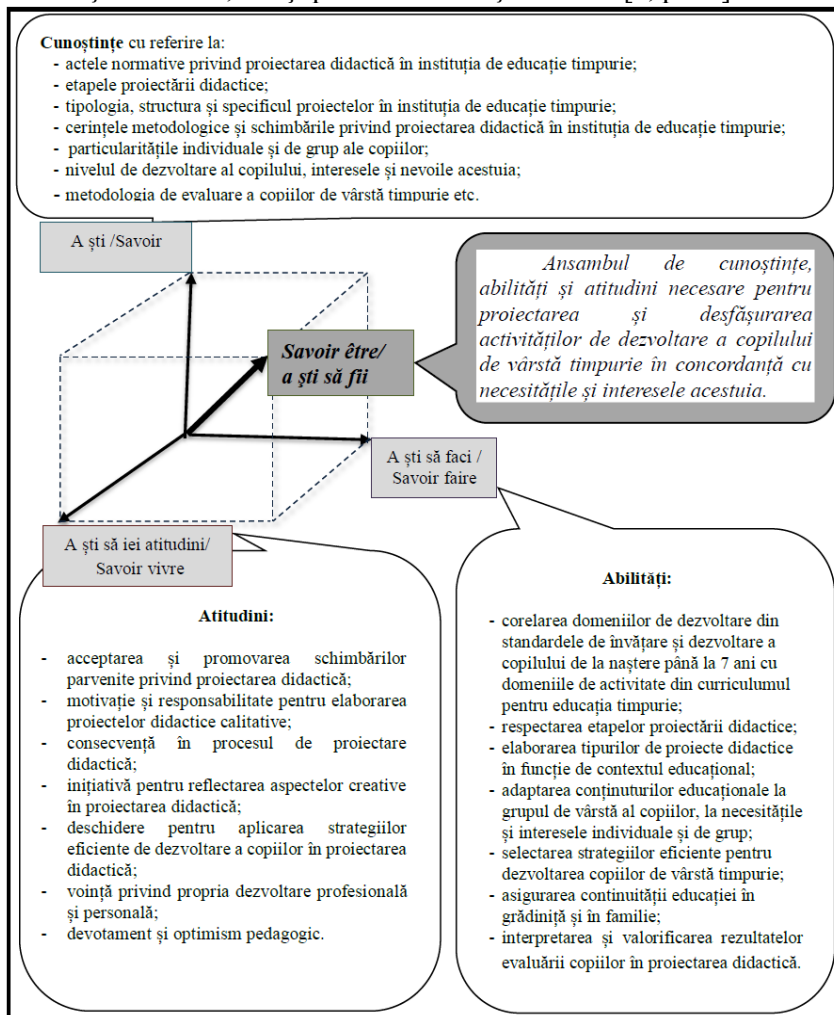 Cunoștințe cu referire la:
- actele normative privind proiectarea didactică în instituția de educație timpurie;
- etapele proiectării didactice;
- tipologia, structura și specificul proiectelor în instituția de educație timpurie;
- cerințele metodologice și schimbările privind proiectarea didactică în instituția de educație timpurie;
- particularitățile individuale și de grup ale copiilor;
- nivelul de dezvoltare al copilului, interesele și nevoile acestuia;
- metodologia de evaluare a copiilor de vârstă timpurie etc.
A ști /Savoir
Ansambul de cunoștințe,
abilități și atitudini necesare pentru
proiectarea și desfășurarea
activităților de dezvoltare a copilului
de vârstă timpurie în concordanță cu
necesitățile și interesele acestuia.
Savoir être/
a ști să fii
A ști să faci /
Savoir faire
A ști să iei atitudini/
Savoir vivre
Atitudini:
- acceptarea și promovarea schimbărilor
parvenite privind proiectarea didactică;
- motivație și responsabilitate pentru elaborarea
proiectelor didactice calitative;
- consecvență în procesul de proiectare
didactică;
- inițiativă pentru reflectarea aspectelor creative
în proiectarea didactică;
- deschidere pentru aplicarea strategiilor
eficiente de dezvoltare a copiilor în proiectarea
didactică;
- voință privind propria dezvoltare profesională
și personală;
- devotament și optimism pedagogic.
Abilități:
- corelarea domeniilor de dezvoltare din
standardele de învățare și dezvoltare a
copilului de la naștere până la 7 ani cu
domeniile de activitate din curriculumul
pentru educația timpurie;
- respectarea etapelor proiectării didactice;
- elaborarea tipurilor de proiecte didactice
în funcție de contextul educațional;
- adaptarea conținuturilor educaționale la
grupul de vârstă al copiilor, la necesitățile
și interesele individuale și de grup;
- selectarea strategiilor eficiente pentru
dezvoltarea copiilor de vârstă timpurie;
- asigurarea continuității educației în
grădiniță și în familie;
- interpretarea și valorificarea rezultatelor
evaluării copiilor în proiectarea didactică.